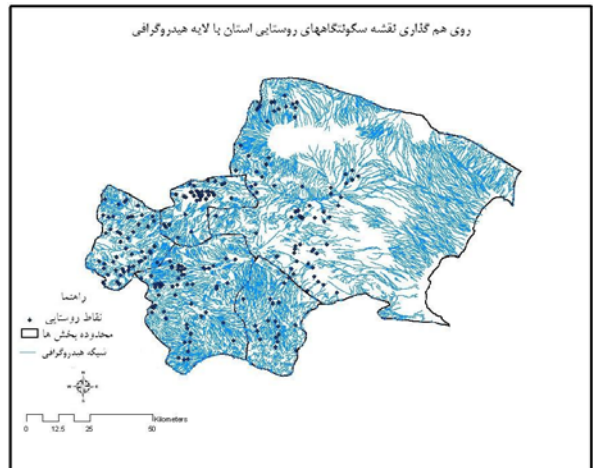 روی هم گذاری نقشه سکونتگاههای روستایی استان با لایه هیدروگرافی
راهنما
نقاط روستایی
محدوده بخش ها
شبکه هیدروگرافی
Kilometers
0 12.5 25 50